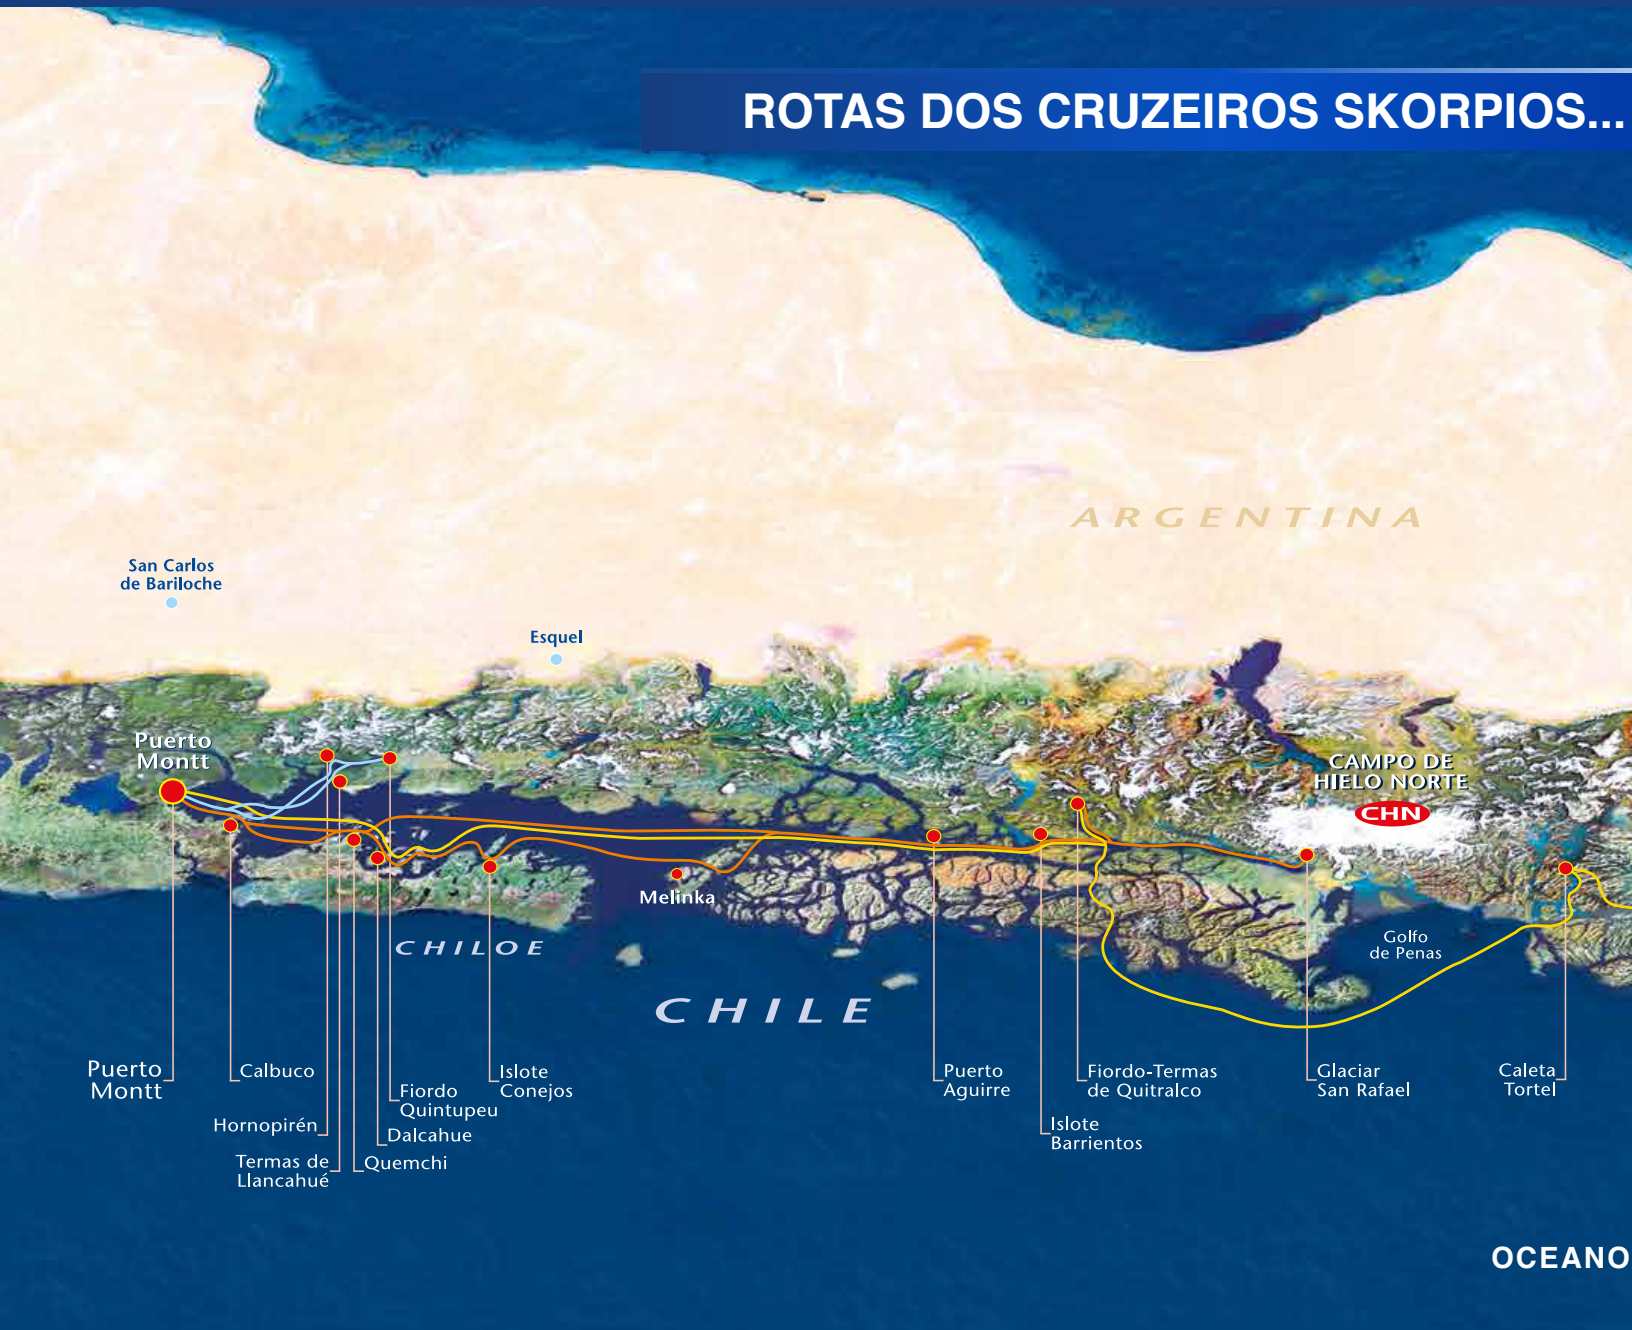 ROTAS DOS CRUZEIROS SKORPIOS...
ARGENTINA
San Carlos
de Bariloche
Esquel
Puerto
Montt
CAMPO DE
HIELO NORTE
CHN
Melinka
CHILOE
Golfo
de Penas
CHILE
Puerto
Montt
Calbuco
Hornopirén
Termas de
Llancahué
Fiordo
Quintupeu
Dalcahue
Quemchi
Islote
Conejos
Puerto
Aguirre
Islote
Barrientos
Fiordo-Termas
de Quitralco
Glaciar
San Rafael
Caleta
Tortel
OCEANO